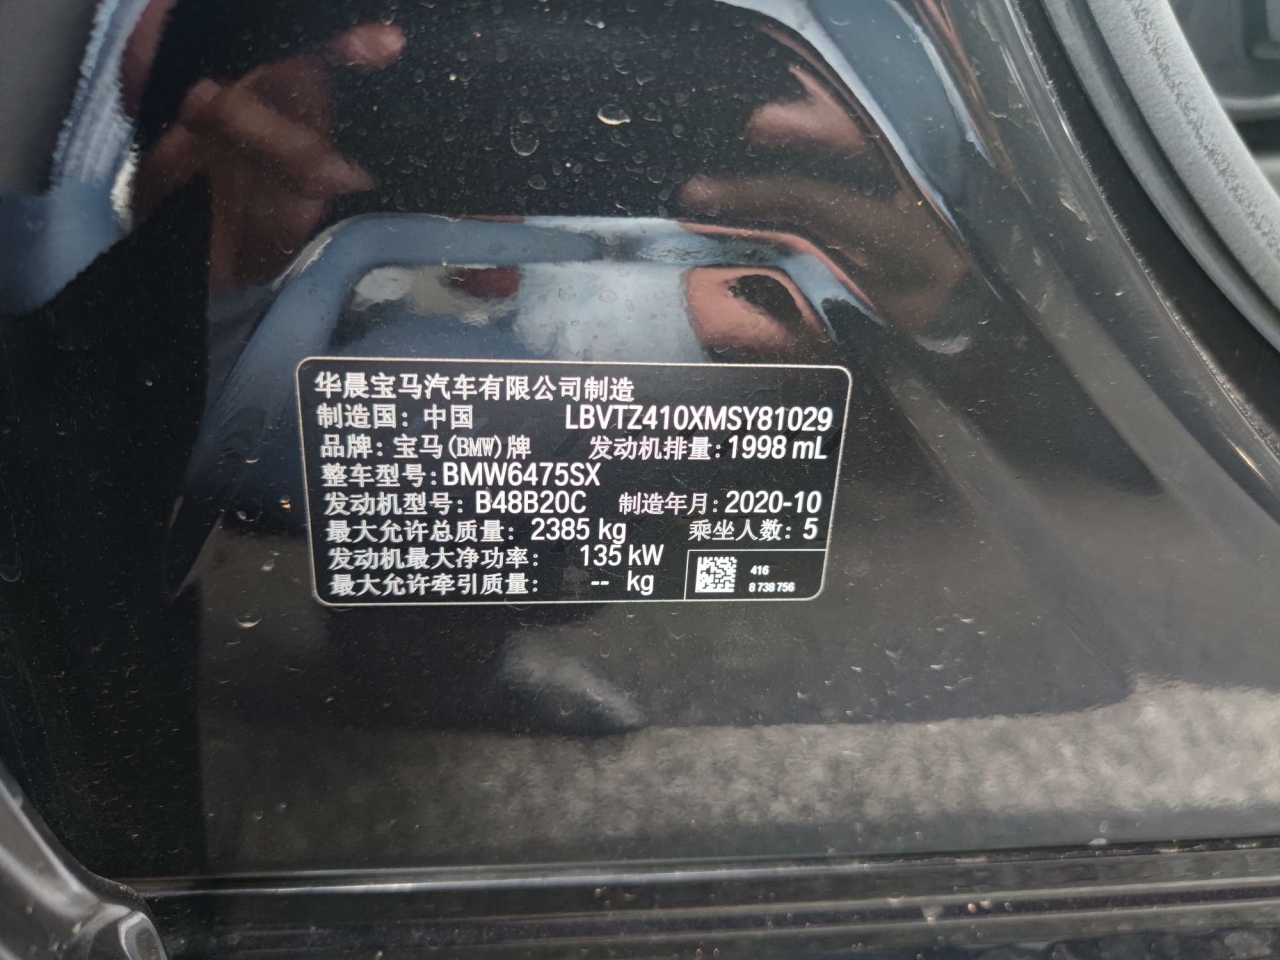 华晨宝马汽车有限公司制造
制造国: 中国 LBVTZ410XMSY81029
品牌: 宝马(BMW)牌 发动机排量: 1998 mL
整车型号: BMW6475SX
发动机型号: B48B20C 制造年月: 2020-10
最大允许总质量: 2385 kg 乘坐人数: 5
发动机最大净功率: 135 kW
最大允许牵引质量: -- kg
416
8 738 756